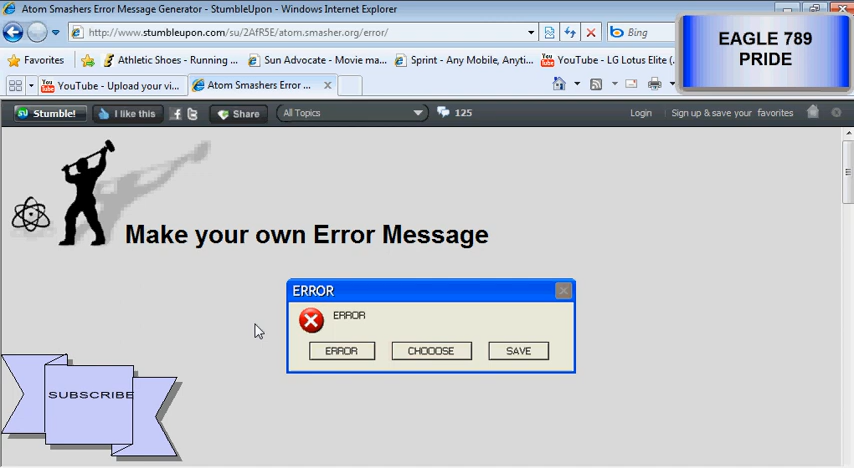 Atom Smashers Error Message Generator - StumbleUpon - Windows Internet Explorer
http://www.stumbleupon.com/su/2AfR5E/atom.smasher.org/error/
Bing
EAGLE 789
PRIDE
Favorites
Athletic Shoes - Running ...
Sun Advocate - Movie ma...
Sprint - Any Mobile, Anyti...
YouTube - LG Lotus Elite (...
YouTube - Upload your vi...
Atom Smashers Error ...
Stumble!
I like this
Share
All Topics
125
Login
Sign up & save your favorites
Make your own Error Message
ERROR
ERROR
ERROR
CHOOOSE
SAVE
SUBSCRIBE